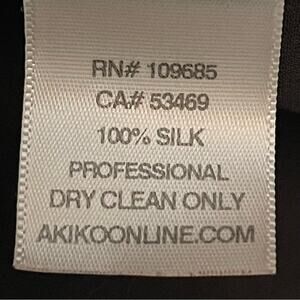 RN# 109685
CA# 53469
100% SILK
PROFESSIONAL
DRY CLEAN ONLY
AKIKOONLINE.COM